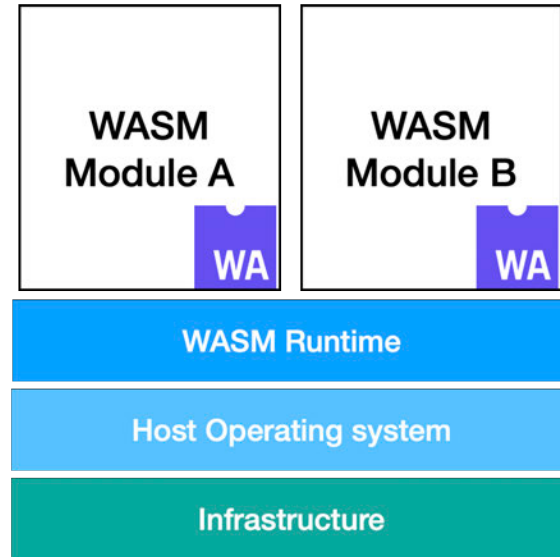 WASM
Module A
WA
WASM
Module B
WA
WASM Runtime
Host Operating system
Infrastructure